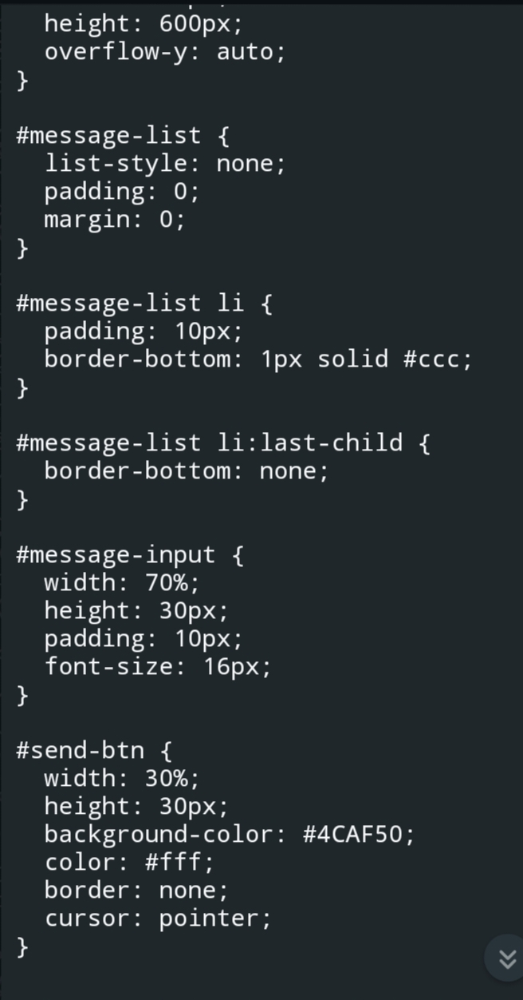 height: 600px;
overflow-y: auto;
}
#message-list {
list-style: none;
padding: 0;
margin: 0;
}
#message-list li {
padding: 10px;
border-bottom: 1px solid #ccc;
}
#message-list li:last-child {
border-bottom: none;
}
#message-input {
width: 70%;
height: 30px;
padding: 10px;
font-size: 16px;
}
#send-btn {
width: 30%;
height: 30px;
background-color: #4CAF50;
color: #fff;
border: none;
cursor: pointer;
}